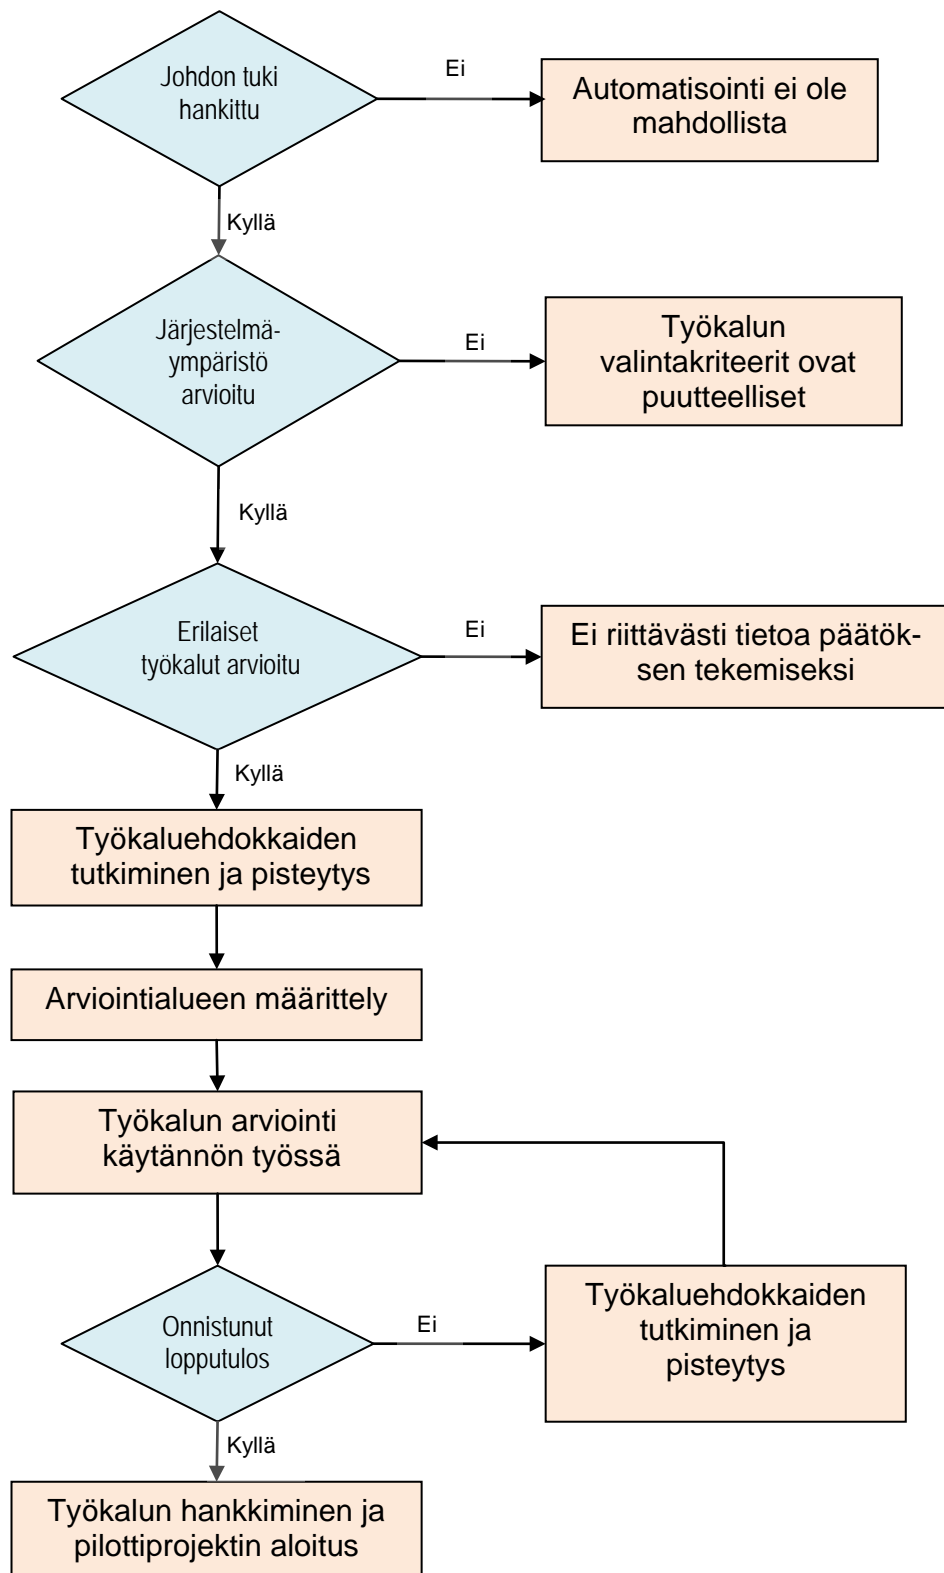 Johdon tuki
hankittu
Ei
Automatisointi ei ole
mahdollista
Kyllä
Järjestelmä-
ympäristö
arvioitu
Ei
Työkalun
valintakriteerit ovat
puutteelliset
Kyllä
Erilaiset
työkalut arvioitu
Ei
Ei riittävästi tietoa päätök-
sen tekemiseksi
Kyllä
Työkaluehdokkaiden
tutkiminen ja pisteytys
Arviointialueen määrittely
Työkalun arviointi
käytännön työssä
Onnistunut
lopputulos
Ei
Työkaluehdokkaiden
tutkiminen ja
pisteytys
Kyllä
Työkalun hankkiminen ja
pilottiprojektin aloitus